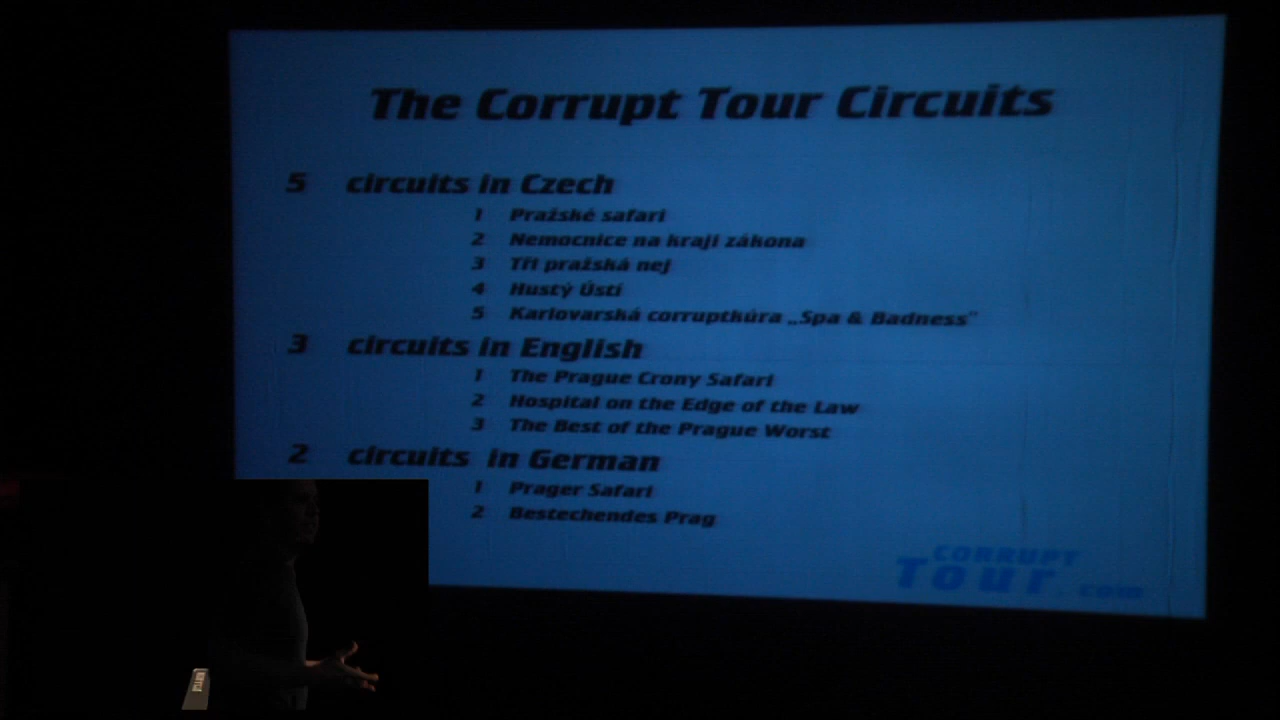 The Corrupt Tour Circuits
5 circuits in Czech
1 Pražské safari
2 Nemocnice na kraji zákona
3 Tři pražská nej
4 Hustý Ústí
5 Karlovarská corruptkúra „Spa & Badness"
3 circuits in English
1 The Prague Crony Safari
2 Hospital on the Edge of the Law
3 The Best of the Prague Worst
2 circuits in German
1 Prager Safari
2 Bestechendes Prag
CORRUPT
Tour.com